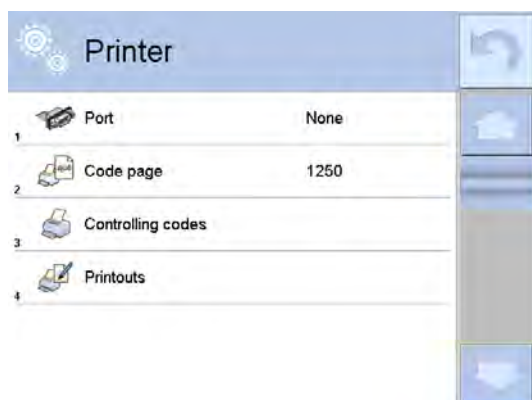 Printer
1 Port None
2 Code page 1250
3 Controlling codes
4 Printouts